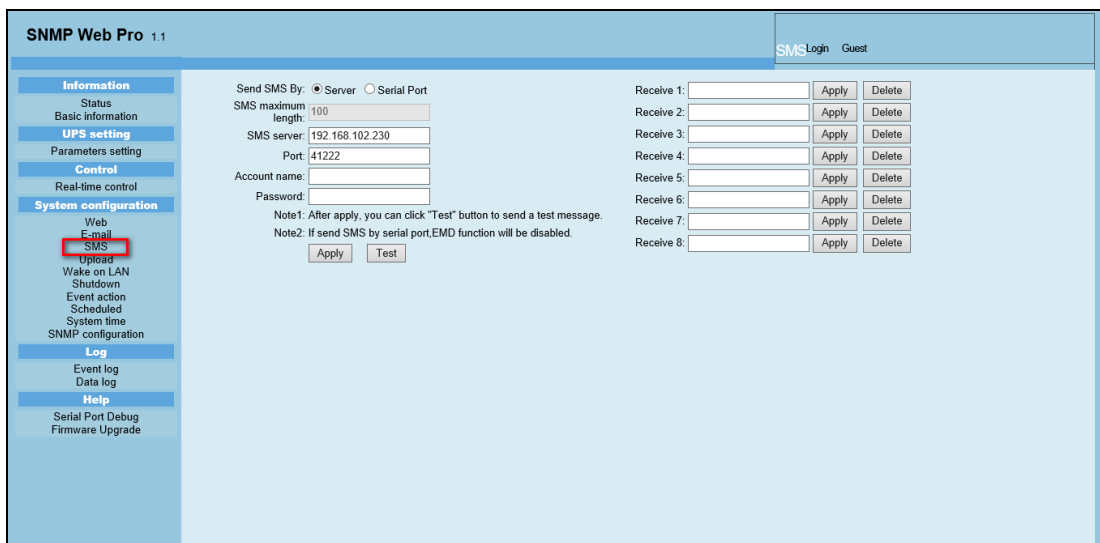 SNMP Web Pro 1.1
SMS Login Guest
Information
Status
Basic information
UPS setting
Parameters setting
Control
Real-time control
System configuration
Web
E-mail
SMS
Upload
Wake on LAN
Shutdown
Event action
Scheduled
System time
SNMP configuration
Log
Event log
Data log
Help
Serial Port Debug
Firmware Upgrade
Send SMS By: Server Serial Port
SMS maximum length: 100
SMS server: 192.168.102.230
Port: 41222
Account name:
Password:
Note1: After apply, you can click "Test" button to send a test message.
Note2: If send SMS by serial port,EMD function will be disabled.
Apply Test
Receive 1: Apply Delete
Receive 2: Apply Delete
Receive 3: Apply Delete
Receive 4: Apply Delete
Receive 5: Apply Delete
Receive 6: Apply Delete
Receive 7: Apply Delete
Receive 8: Apply Delete